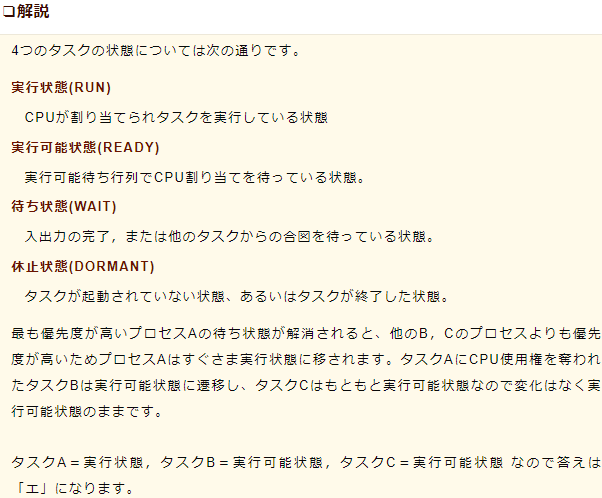 ❏解説
4つのタスクの状態については次の通りです。
実行状態(RUN)
CPUが割り当てられタスクを実行している状態
実行可能状態(READY)
実行可能待ち行列でCPU割り当てを待っている状態。
待ち状態(WAIT)
入出力の完了，または他のタスクからの合図を待っている状態。
休止状態(DORMANT)
タスクが起動されていない状態、あるいはタスクが終了した状態。
最も優先度が高いプロセスAの待ち状態が解消されると、他のB，Cのプロセスよりも優先
度が高いためプロセスAはすぐさま実行状態に移されます。タスクAにCPU使用権を奪われ
たタスクBは実行可能状態に遷移し、タスクCはもともと実行可能状態なので変化はなく実
行可能状態のままです。
タスクA＝実行状態，タスクB＝実行可能状態，タスクC＝実行可能状態 なので答えは
「エ」になります。